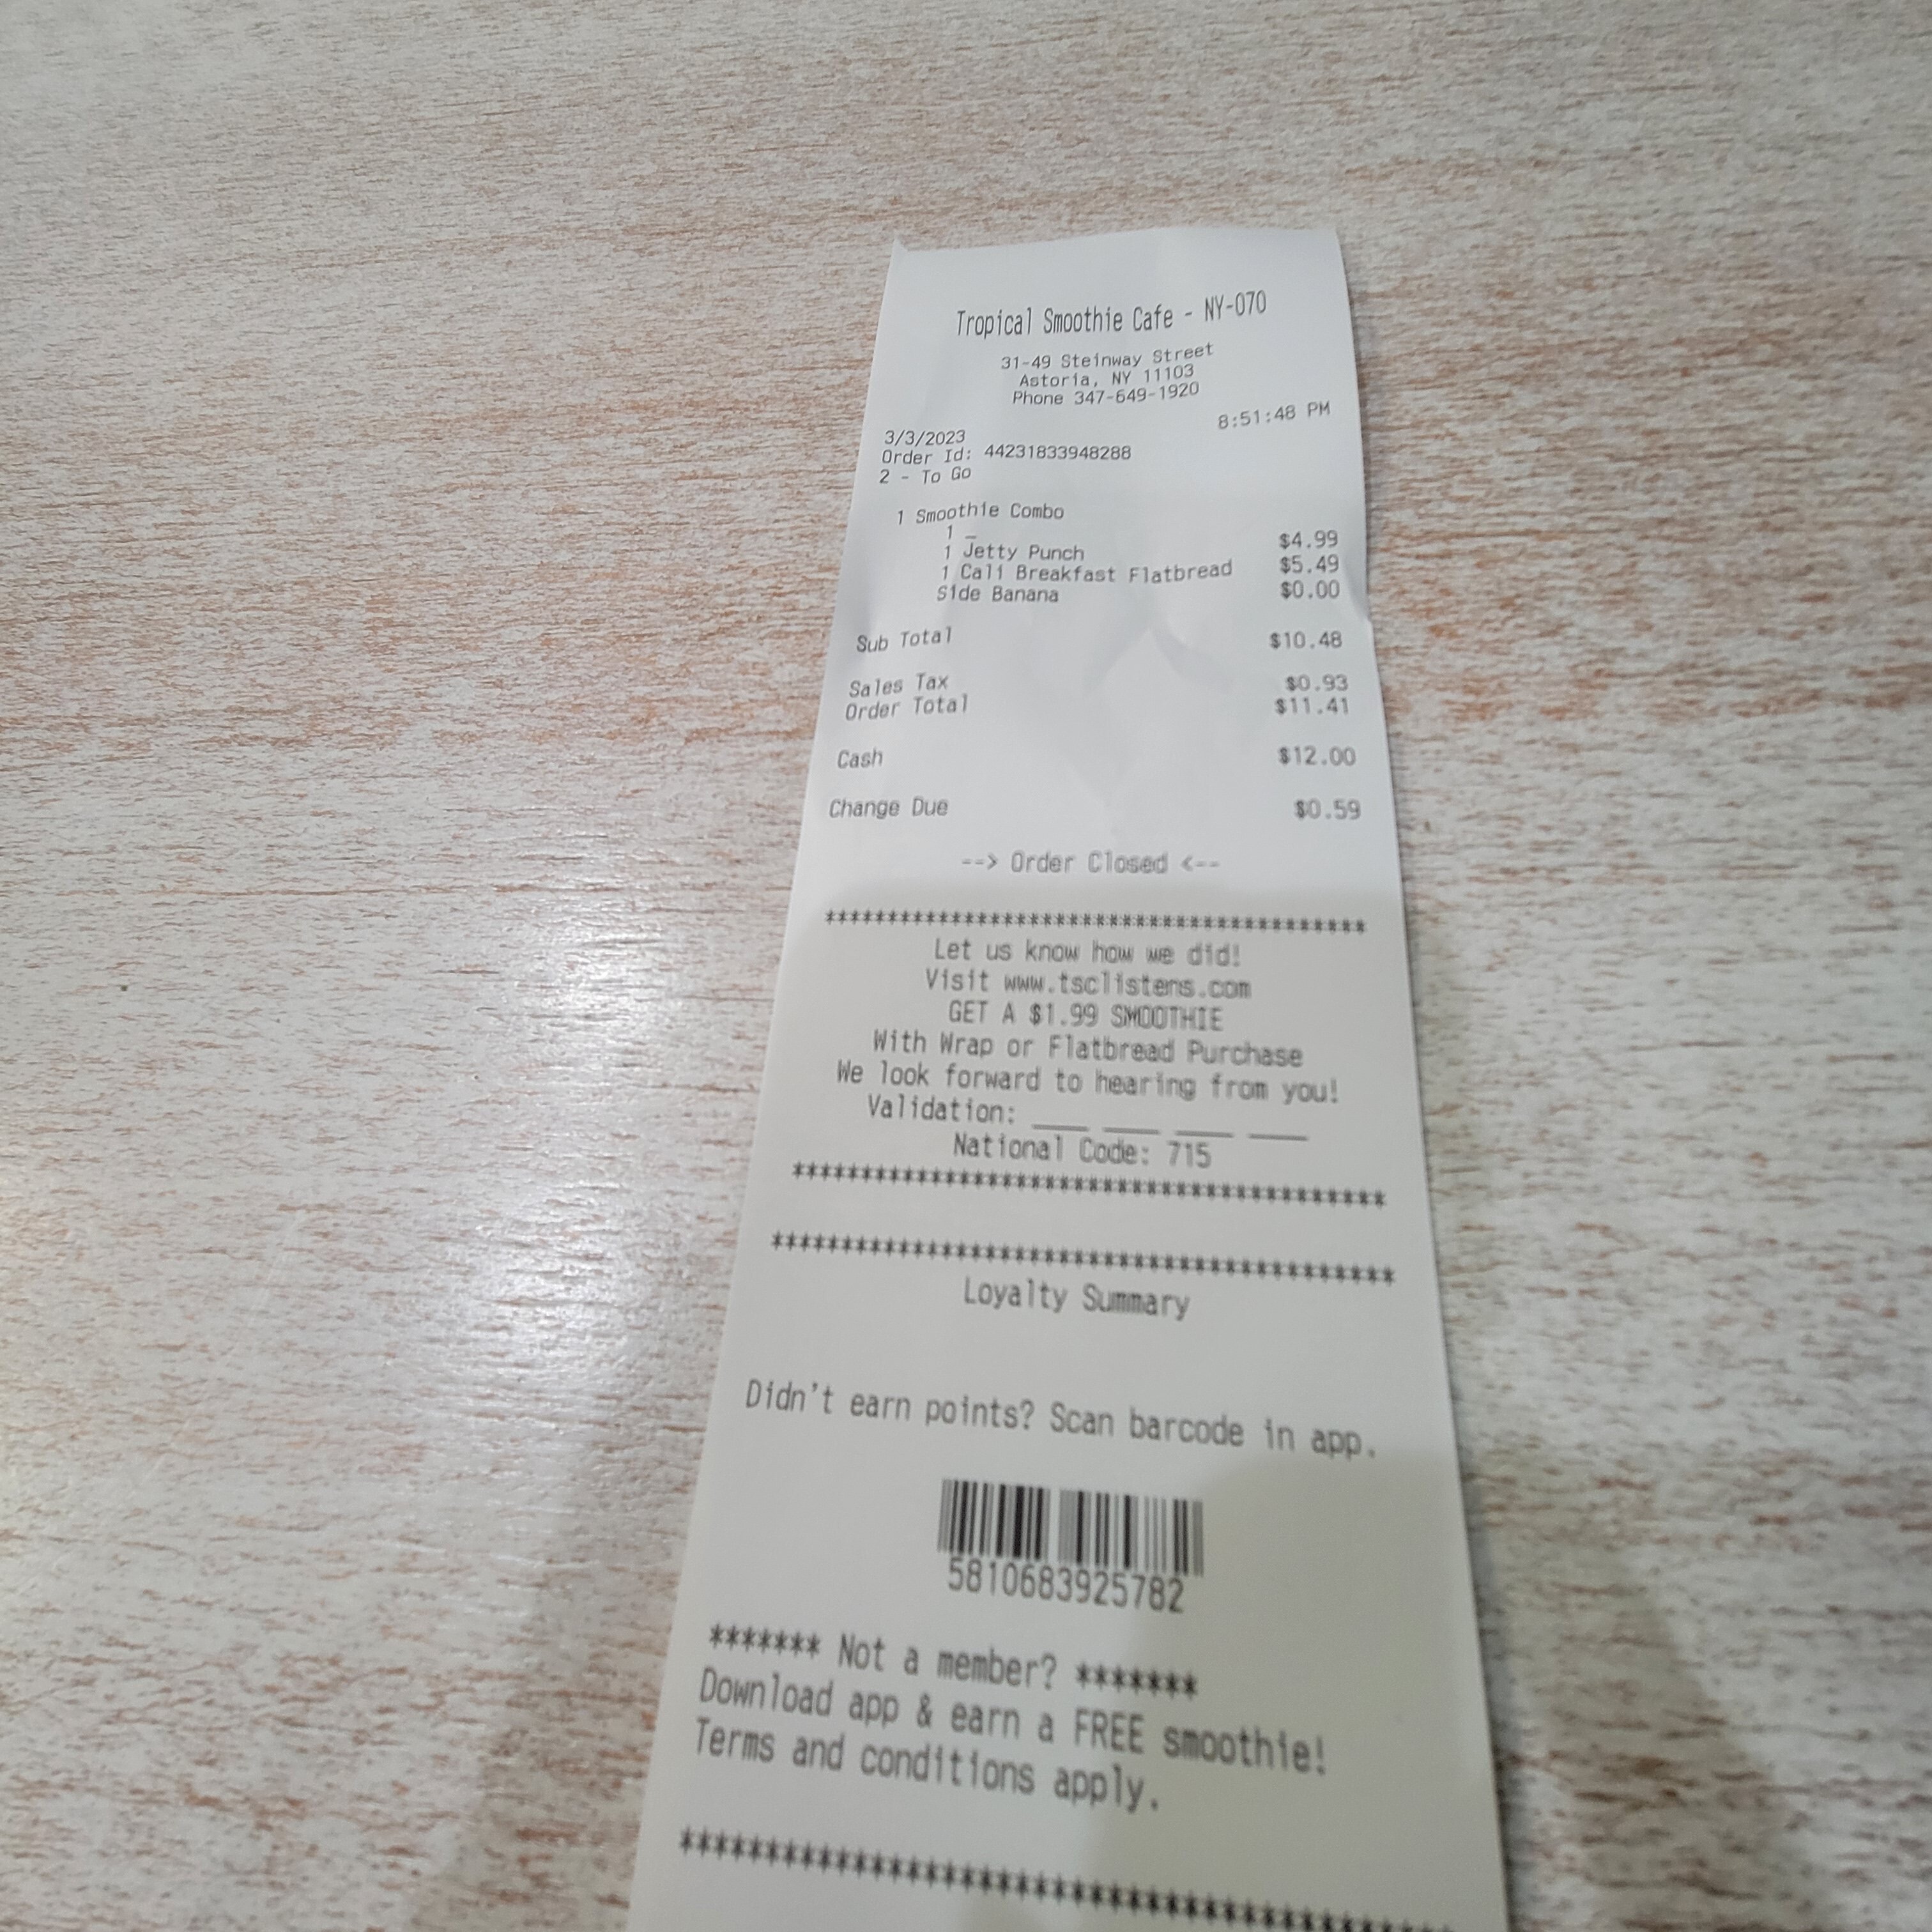 Tropical Smoothie Cafe - NY-070
31-49 Steinway Street
Astoria, NY 11103
Phone 347-649-1920
3/3/2023 8:51:48 PM
Order Id: 44231833948288
2 - To Go
1 Smoothie Combo
1 _
1 Jetty Punch $4.99
1 Cali Breakfast Flatbread $5.49
Side Banana $0.00
Sub Total $10.48
Sales Tax $0.93
Order Total $11.41
Cash $12.00
Change Due $0.59
--> Order Closed <--
******************************************
Let us know how we did!
Visit www.tsclistens.com
GET A $1.99 SMOOTHIE
With Wrap or Flatbread Purchase
We look forward to hearing from you!
Validation: ___ ___ ___ ___
National Code: 715
******************************************
******************************************
Loyalty Summary
Didn't earn points? Scan barcode in app.
5810683925782
******* Not a member? *******
Download app & earn a FREE smoothie!
Terms and conditions apply.
******************************************